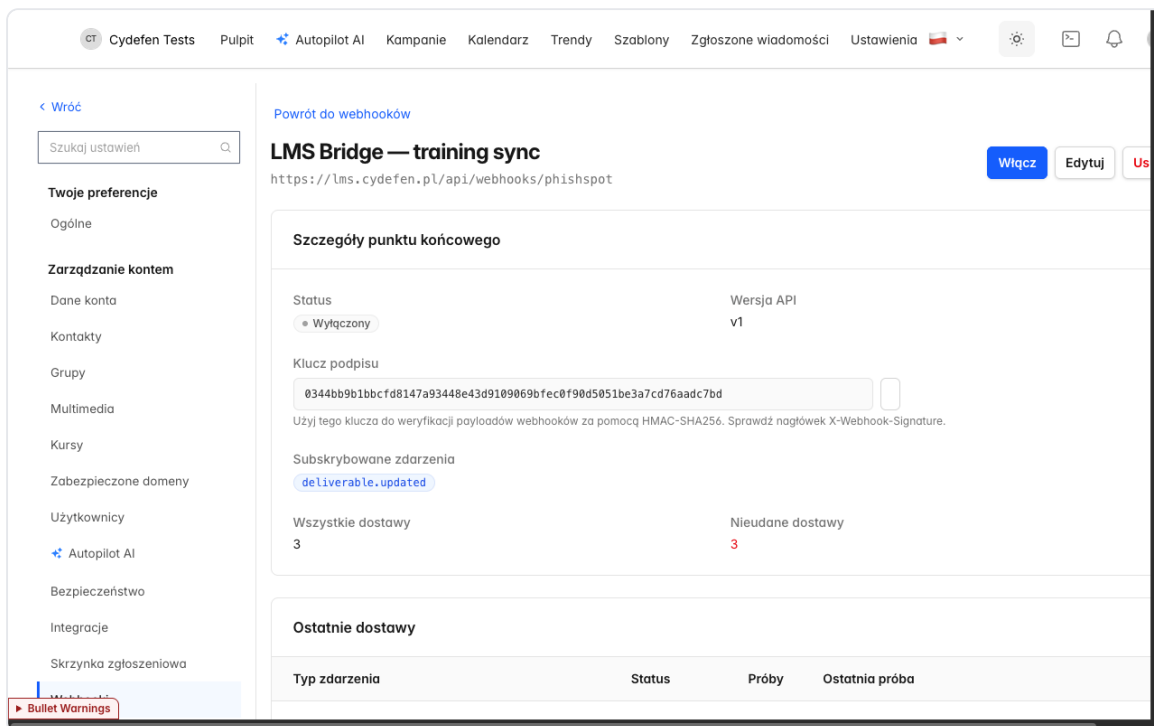 CT Cydefen Tests Pulpit Autopilot AI Kampanie Kalendarz Trendy Szablony Zgłoszone wiadomości Ustawienia
Wróć
Szukaj ustawień
Twoje preferencje
Ogólne
Zarządzanie kontem
Dane konta
Kontakty
Grupy
Multimedia
Kursy
Zabezpieczone domeny
Użytkownicy
Autopilot AI
Bezpieczeństwo
Integracje
Skrzynka zgłoszeniowa
Webhooki
Bullet Warnings
Powrót do webhooków
LMS Bridge — training sync
https://lms.cydefen.pl/api/webhooks/phishspot
Włącz Edytuj Us
Szczegóły punktu końcowego
Status Wersja API
Wyłączony v1
Klucz podpisu
0344bb9b1bbcfd8147a93448e43d9109069bfec0f90d5051be3a7cd76aadc7bd
Użyj tego klucza do weryfikacji payloadów webhooków za pomocą HMAC-SHA256. Sprawdź nagłówek X-Webhook-Signature.
Subskrybowane zdarzenia
deliverable.updated
Wszystkie dostawy Nieudane dostawy
3 3
Ostatnie dostawy
Typ zdarzenia Status Próby Ostatnia próba